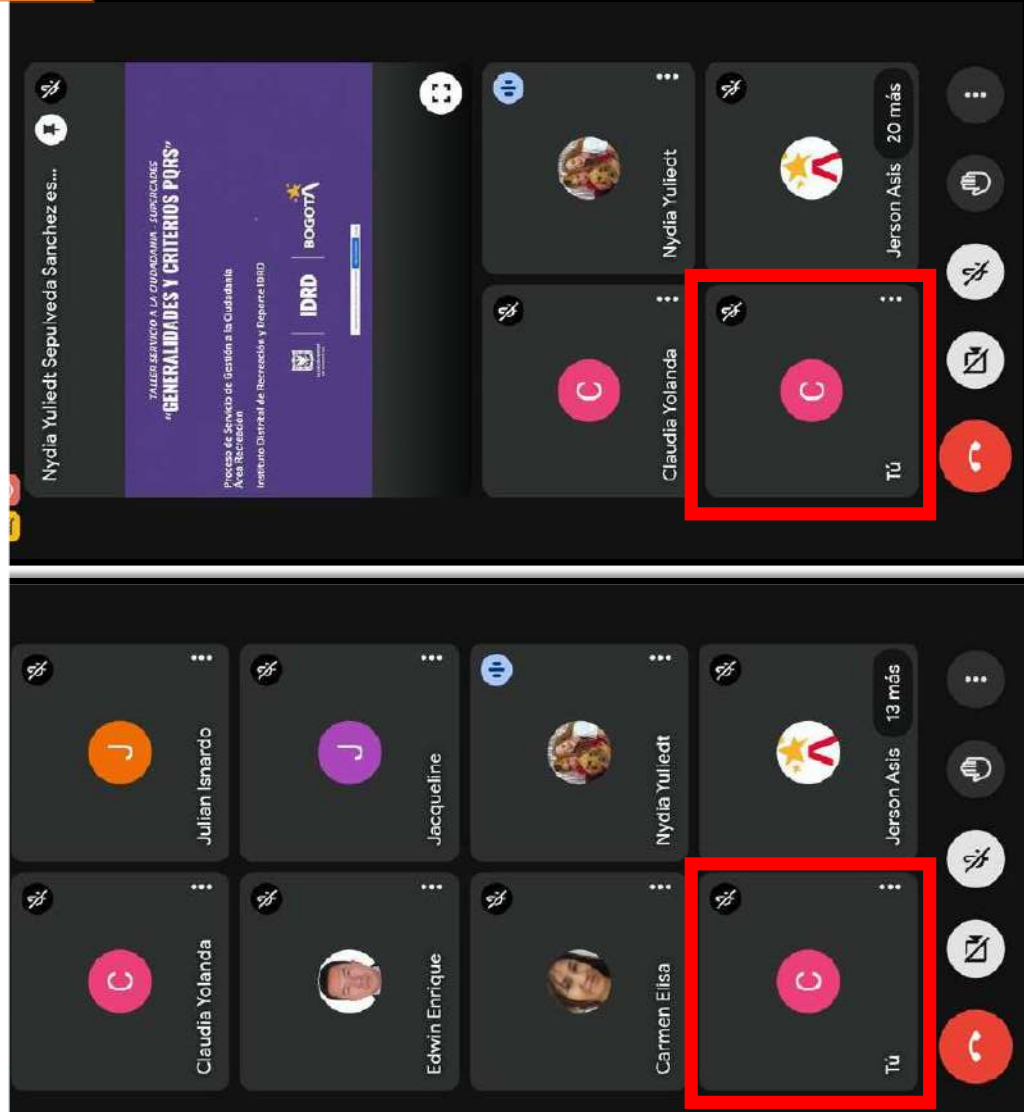 C
J
Claudia Yolanda
Julian Isnardo
J
Edwin Enrique
Jacqueline
Carmen Elisa
Nydia Yuliedt
C
Tú
Jerson Asis
13 más
Nydia Yuliedt Sepulveda Sanchez es...
TALLER SERVICIO A LA CIUDADANIA - SUPERCADES
“GENERALIDADES Y CRITERIOS PQRS”
Proceso de Servicio de Gestión a la Ciudadanía
Área Recreación
Instituto Distrital de Recreación y Deporte IDRD
IDRD
BOGOTÁ
C
Claudia Yolanda
Nydia Yuliedt
C
Tú
Jerson Asis
20 más